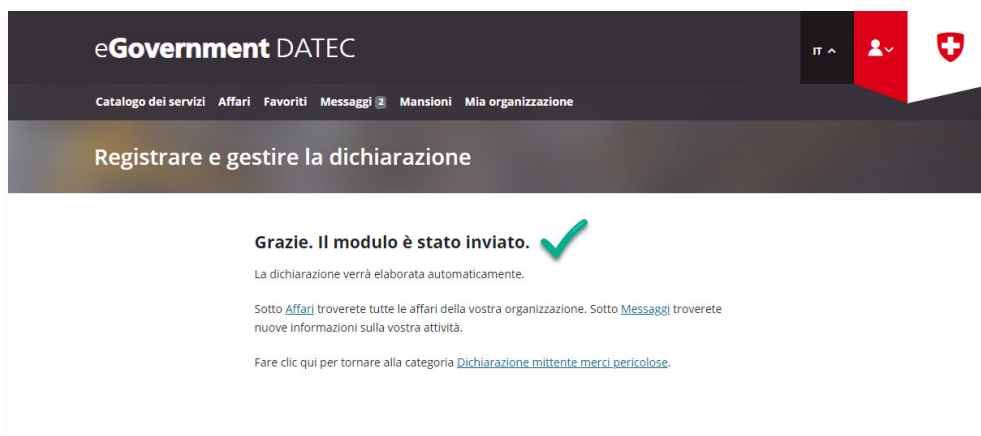 eGovernment DATEC
IT
Catalogo dei servizi Affari Favoriti Messaggi 2 Mansioni Mia organizzazione
Registrare e gestire la dichiarazione
Grazie. Il modulo è stato inviato.
La dichiarazione verrà elaborata automaticamente.
Sotto Affari troverete tutte le affari della vostra organizzazione. Sotto Messaggi troverete
nuove informazioni sulla vostra attività.
Fare clic qui per tornare alla categoria Dichiarazione mittente merci pericolose.